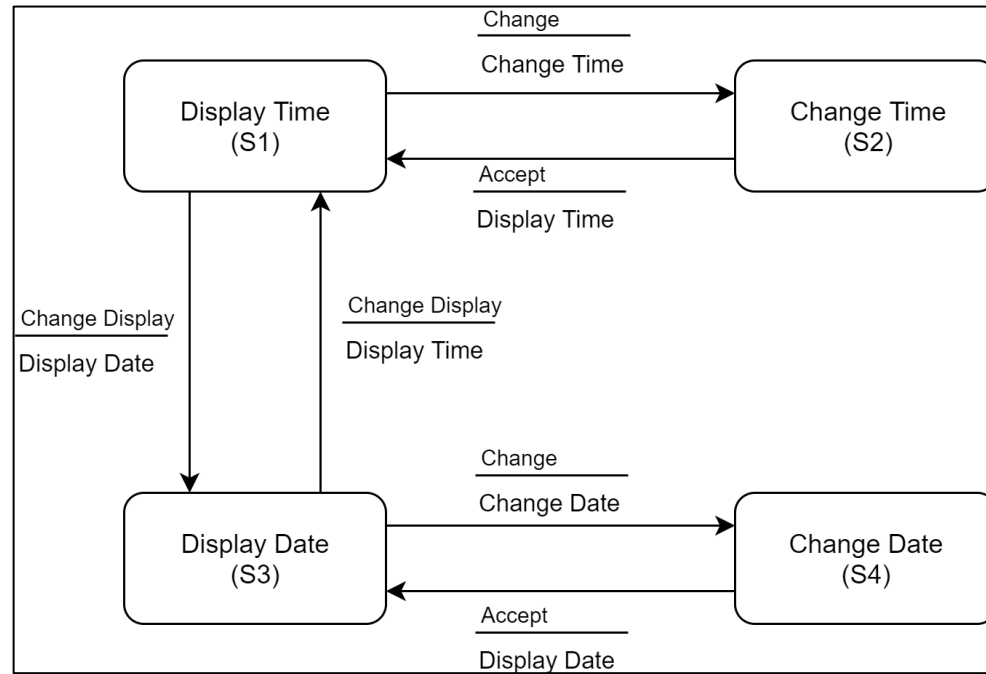 Change
Change Time
Display Time
(S1)
Change Time
(S2)
Accept
Display Time
Change Display
Display Date
Change Display
Display Time
Change
Change Date
Display Date
(S3)
Change Date
(S4)
Accept
Display Date